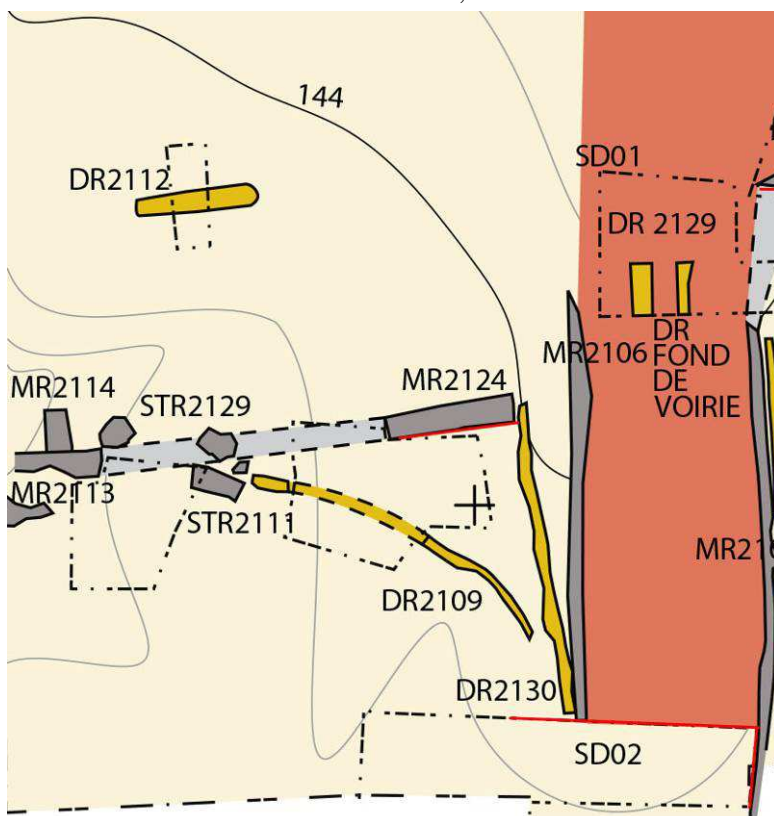 144
SD01
DR2112
DR 2129
MR2106
DR
FOND
DE
VOIRIE
MR2124
MR2114
STR2129
MR2113
STR2111
DR2109
DR2130
SD02